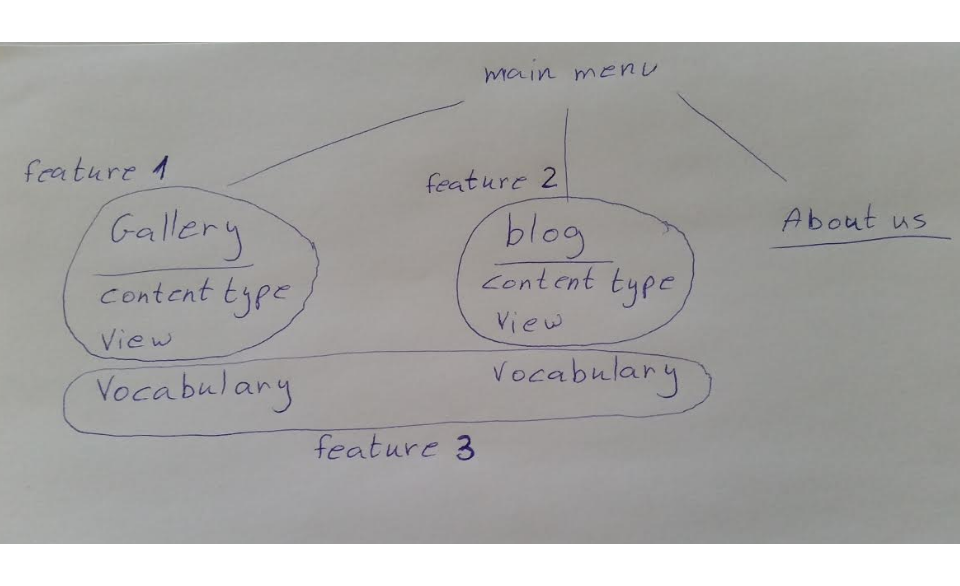 main menu
feature 1
feature 2
Gallery
content type
View
blog
content type
View
About us
Vocabulary
Vocabulary
feature 3